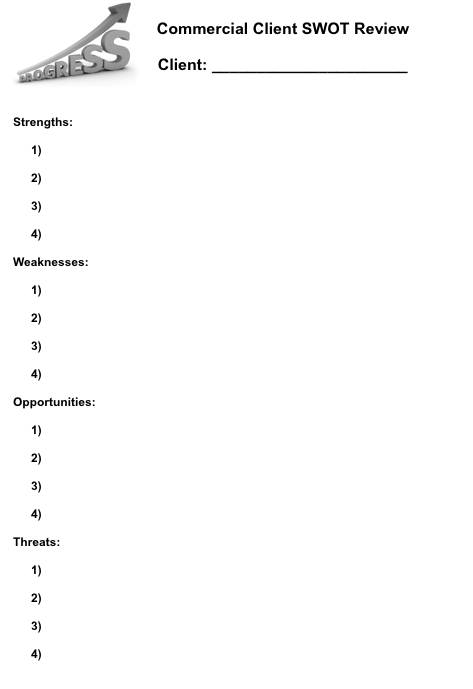 PROGRESS
Commercial Client SWOT Review
Client: ______________________
Strengths:
1)
2)
3)
4)
Weaknesses:
1)
2)
3)
4)
Opportunities:
1)
2)
3)
4)
Threats:
1)
2)
3)
4)